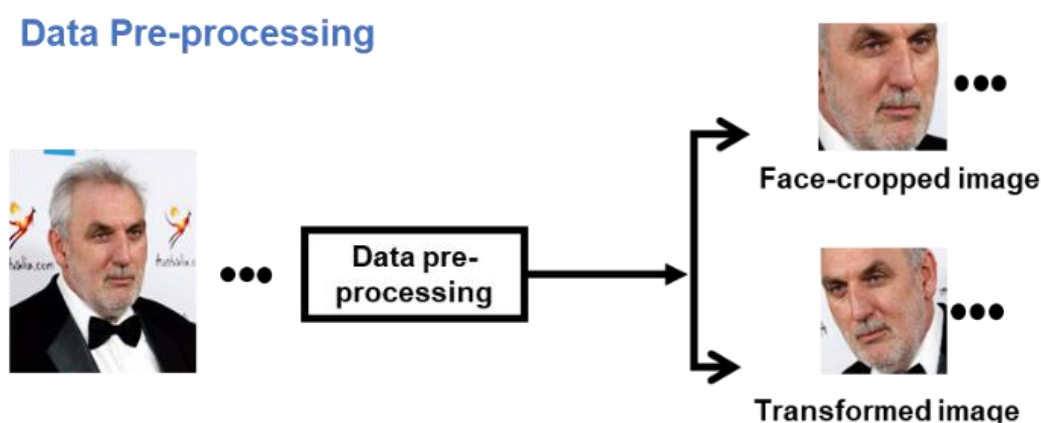 Data Pre-processing
Face-cropped image
Data pre-
processing
Transformed image